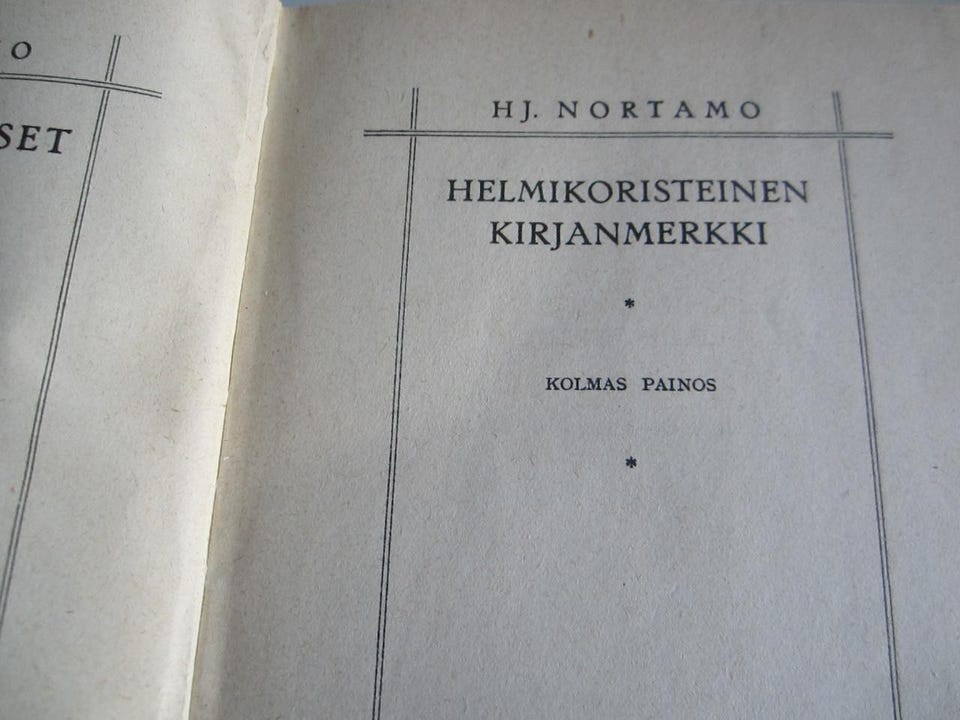 O
SET
HJ. NORTAMO
HELMIKORISTEINEN
KIRJANMERKKI
*
KOLMAS PAINOS
*